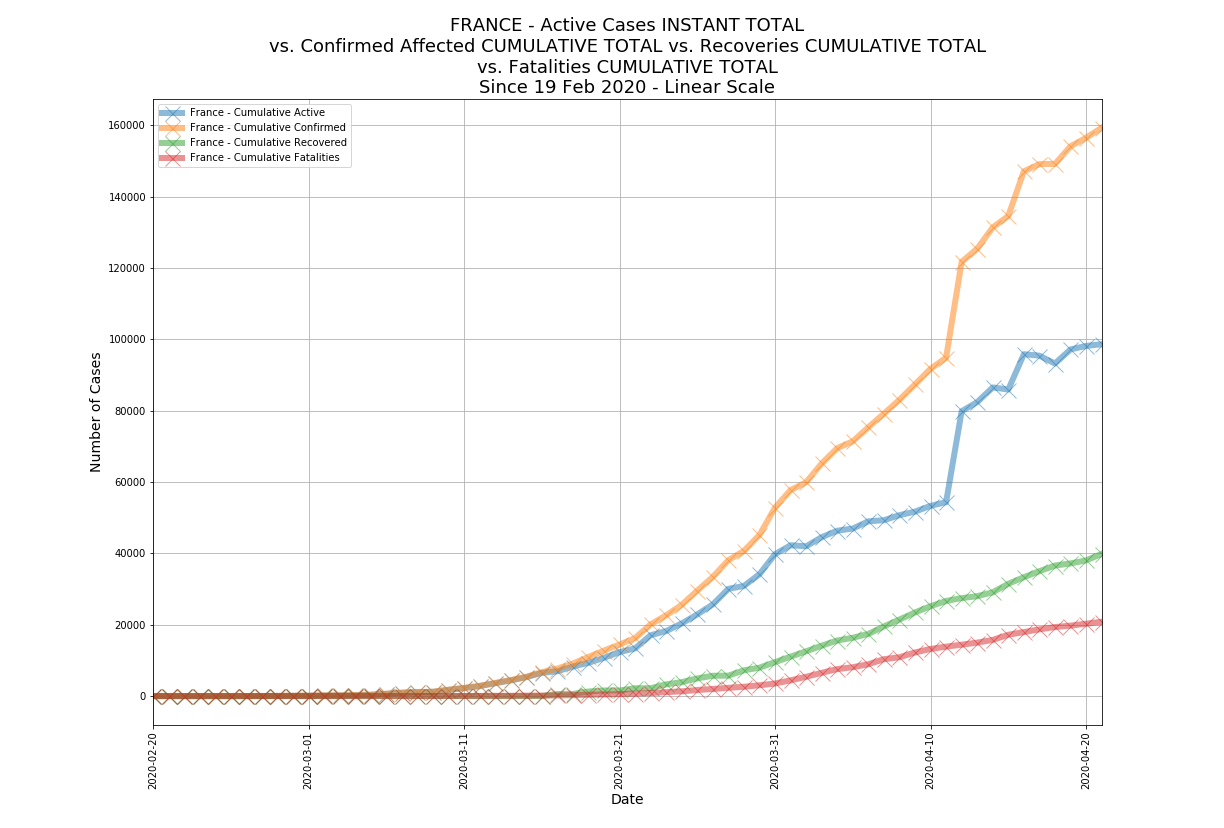 FRANCE - Active Cases INSTANT TOTAL
vs. Confirmed Affected CUMULATIVE TOTAL vs. Recoveries CUMULATIVE TOTAL
vs. Fatalities CUMULATIVE TOTAL
Since 19 Feb 2020 - Linear Scale
France - Cumulative Active
France - Cumulative Confirmed
France - Cumulative Recovered
France - Cumulative Fatalities
160000
140000
120000
100000
80000
60000
40000
20000
0
Number of Cases
2020-02-20
2020-03-01
2020-03-11
2020-03-21
2020-03-31
2020-04-10
2020-04-20
Date